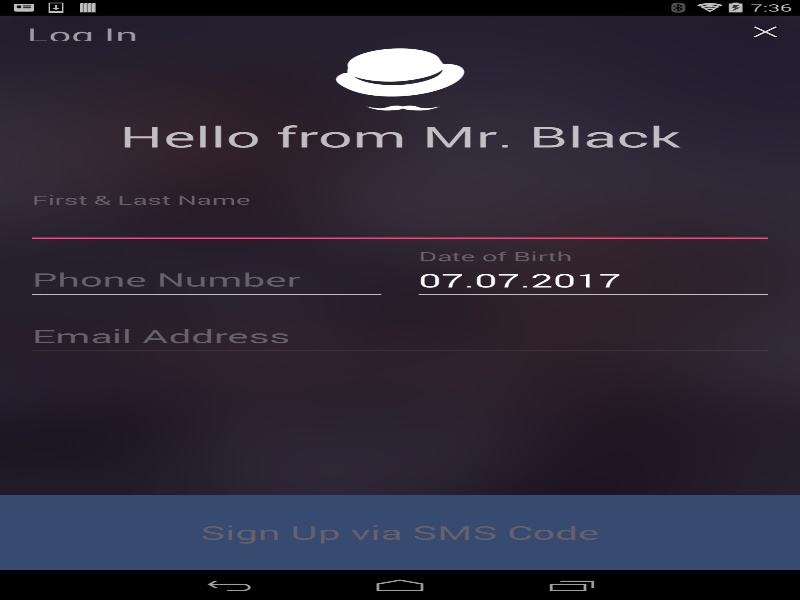 7:36
Log In
Hello from Mr. Black
First & Last Name
Date of Birth
Phone Number
07.07.2017
Email Address
Sign Up via SMS Code